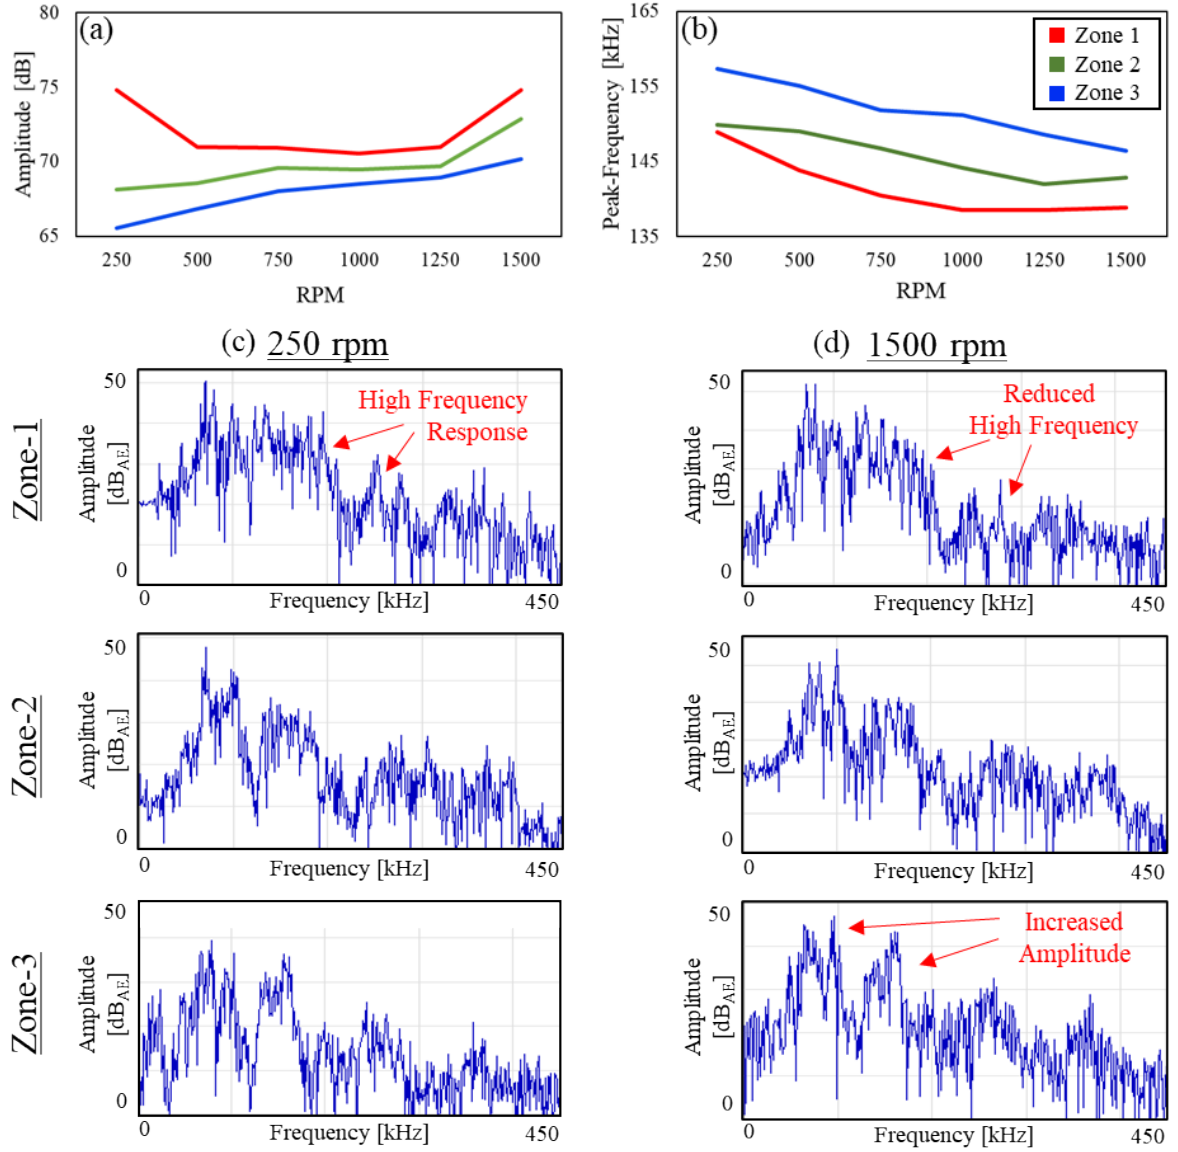 (a)
Amplitude [dB]
80
75
70
65
250 500 750 1000 1250 1500
RPM
(b)
Peak-Frequency [kHz]
165
155
145
135
250 500 750 1000 1250 1500
RPM
Zone 1
Zone 2
Zone 3
(c) 250 rpm
(d) 1500 rpm
Zone-1
Amplitude
[dBAE]
50
0
High Frequency
Response
0 Frequency [kHz] 450
Amplitude
[dBAE]
50
0
Reduced
High Frequency
0 Frequency [kHz] 450
Zone-2
Amplitude
[dBAE]
50
0
0 Frequency [kHz] 450
Amplitude
[dBAE]
50
0
0 Frequency [kHz] 450
Zone-3
Amplitude
[dBAE]
50
0
0 Frequency [kHz] 450
Amplitude
[dBAE]
50
0
Increased
Amplitude
0 Frequency [kHz] 450